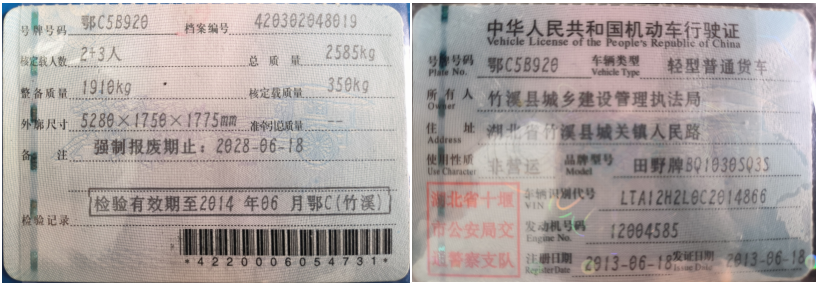 号牌号码 鄂C5B920 档案编号 420302048019
核定载人数 2+3人 总质量 2585kg
整备质量 1910kg 核定载质量 350kg
外廓尺寸 5280×1750×1775mm 准牵引总质量 --
备注 强制报废期止：2028-06-18
检验有效期至2014 年06 月鄂C(竹溪)
检验记录
*4220006054731*
中华人民共和国机动车行驶证
Vehicle License of the People's Republic of China
号牌号码 鄂C5B920 车辆类型 轻型普通货车
Plate No. Vehicle Type
所有人 竹溪县城乡建设管理执法局
Owner
住址 湖北省竹溪县城关镇人民路
Address
使用性质 非营运 品牌型号 田野牌BQ1030SQ3S
Use Character Model
湖北省十堰
市公安局交
通警察支队
车辆识别代号 LTA12H2L0C2014866
VIN
发动机号码 12004585
Engine No.
注册日期 2013-06-18 发证日期 2013-06-18
Register Date Issue Date